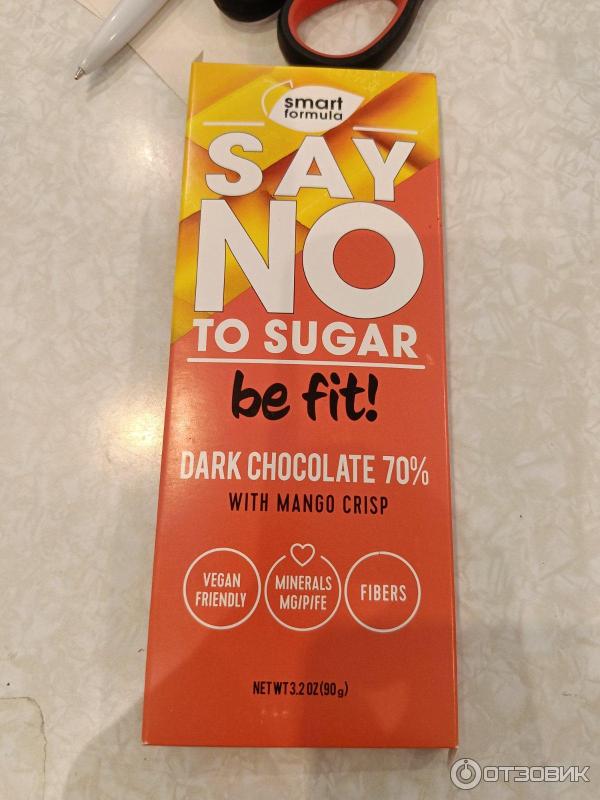 smart
formula
SAY
NO
TO SUGAR
be fit!
DARK CHOCOLATE 70%
WITH MANGO CRISP
VEGAN
FRIENDLY
MINERALS
MG/P/FE
FIBERS
NET WT 3.2 OZ (90g)
ОТЗОВИК